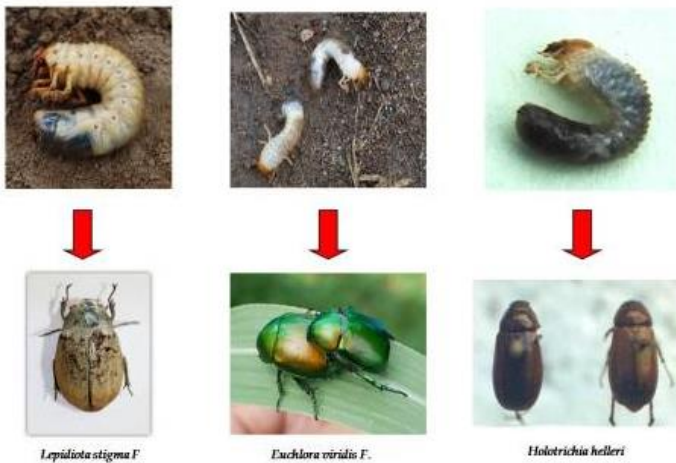 Lepidiota stigma F
Euchlora viridis F.
Holotrichia helleri